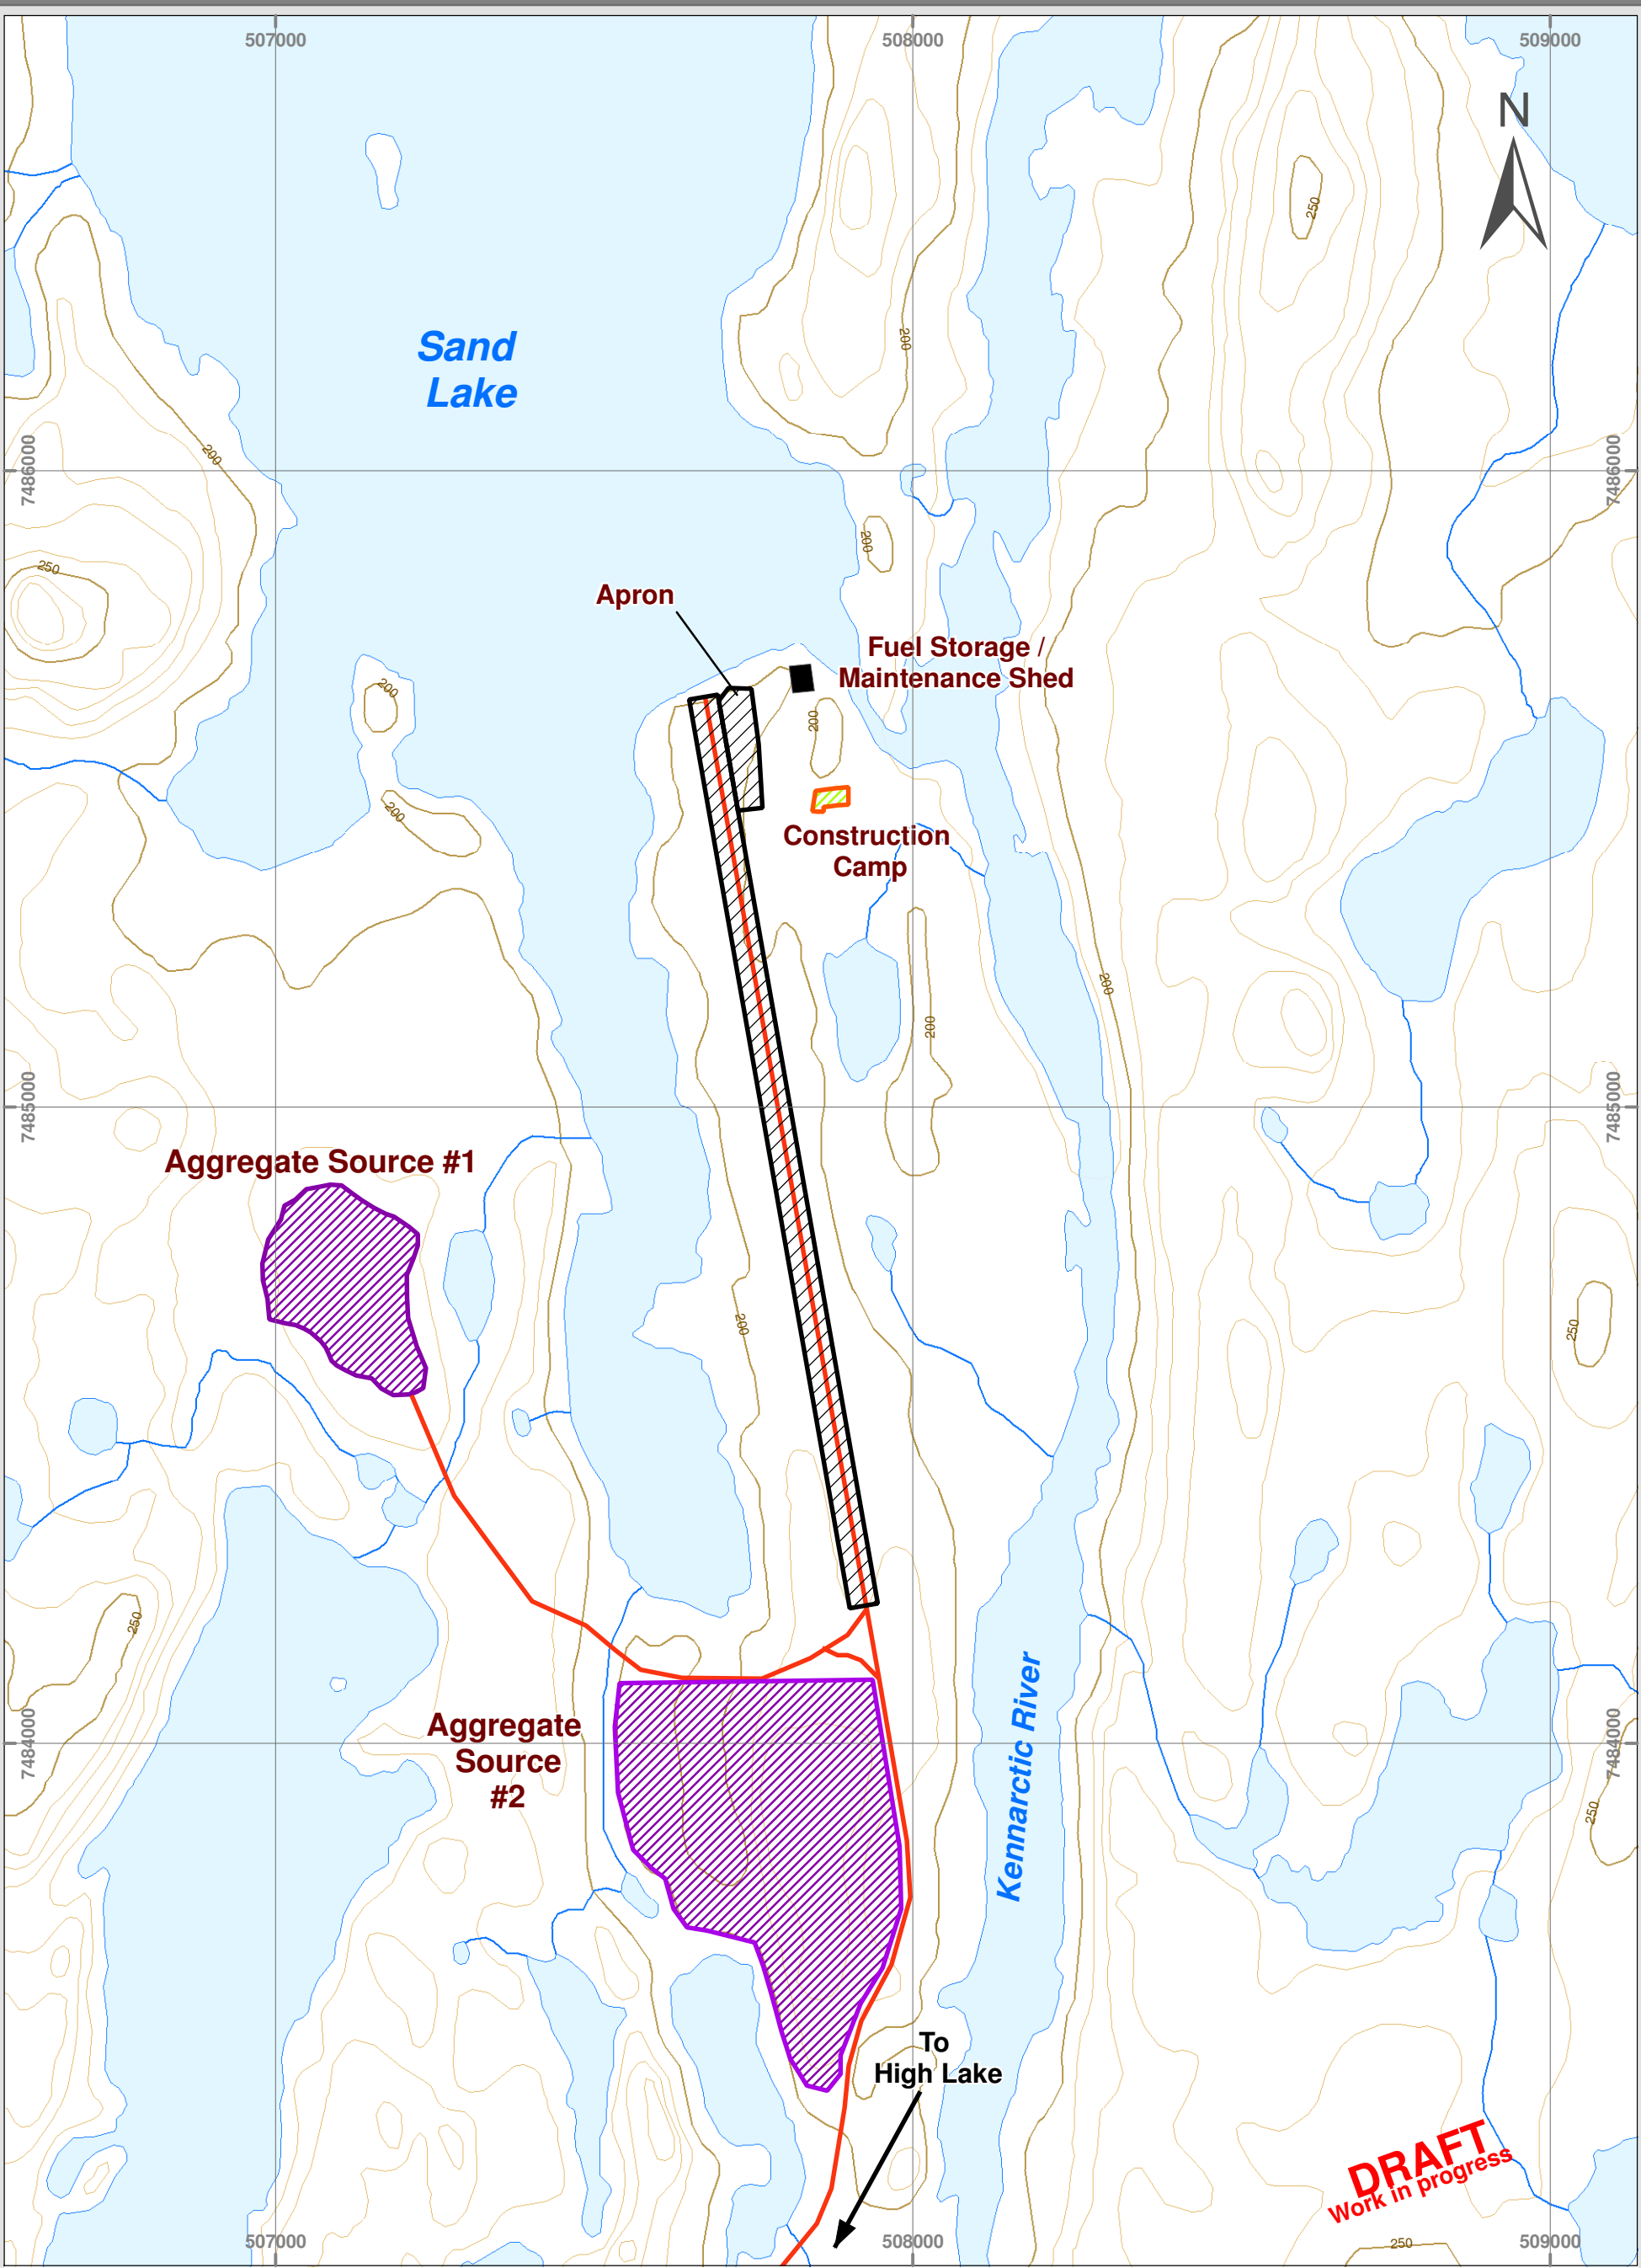 507000
508000
509000
N
250
200
Sand
Lake
200
7486000
7486000
200
250
Apron
Fuel Storage /
Maintenance Shed
200
200
200
Construction
Camp
200
200
7485000
7485000
Aggregate Source #1
200
250
250
Kennarctic River
Aggregate
Source
#2
7484000
7484000
250
To
High Lake
DRAFT
Work in progress
507000
508000
509000
250